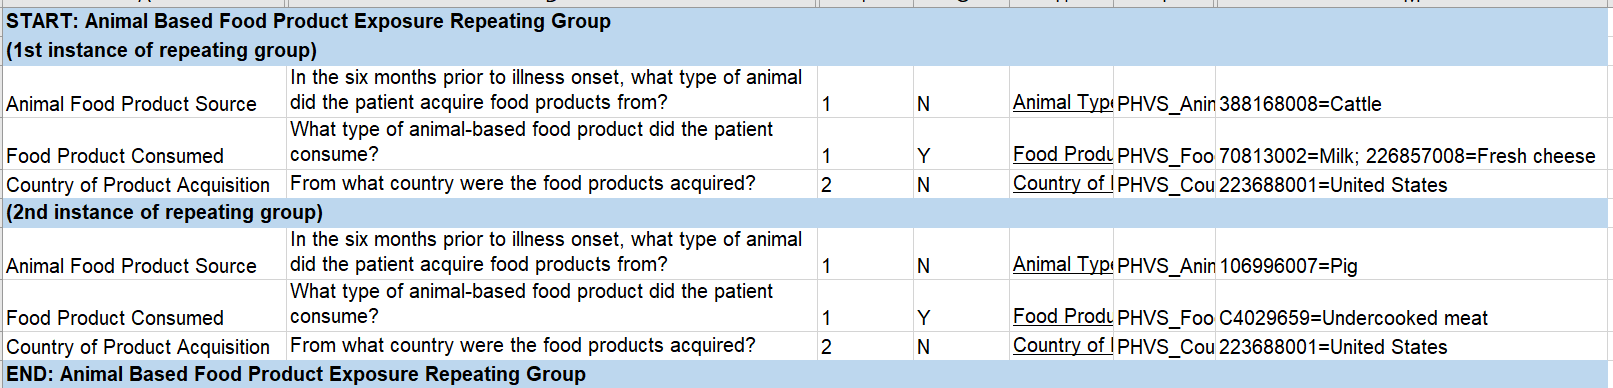 START: Animal Based Food Product Exposure Repeating Group
(1st instance of repeating group)
Animal Food Product Source In the six months prior to illness onset, what type of animal did the patient acquire food products from? 1 N Animal Type PHVS_Anim 388168008=Cattle
Food Product Consumed What type of animal-based food product did the patient consume? 1 Y Food Produ PHVS_Foo 70813002=Milk; 226857008=Fresh cheese
Country of Product Acquisition From what country were the food products acquired? 2 N Country of PHVS_Cou 223688001=United States
(2nd instance of repeating group)
Animal Food Product Source In the six months prior to illness onset, what type of animal did the patient acquire food products from? 1 N Animal Type PHVS_Anim 106996007=Pig
Food Product Consumed What type of animal-based food product did the patient consume? 1 Y Food Produ PHVS_Foo C4029659=Undercooked meat
Country of Product Acquisition From what country were the food products acquired? 2 N Country of PHVS_Cou 223688001=United States
END: Animal Based Food Product Exposure Repeating Group